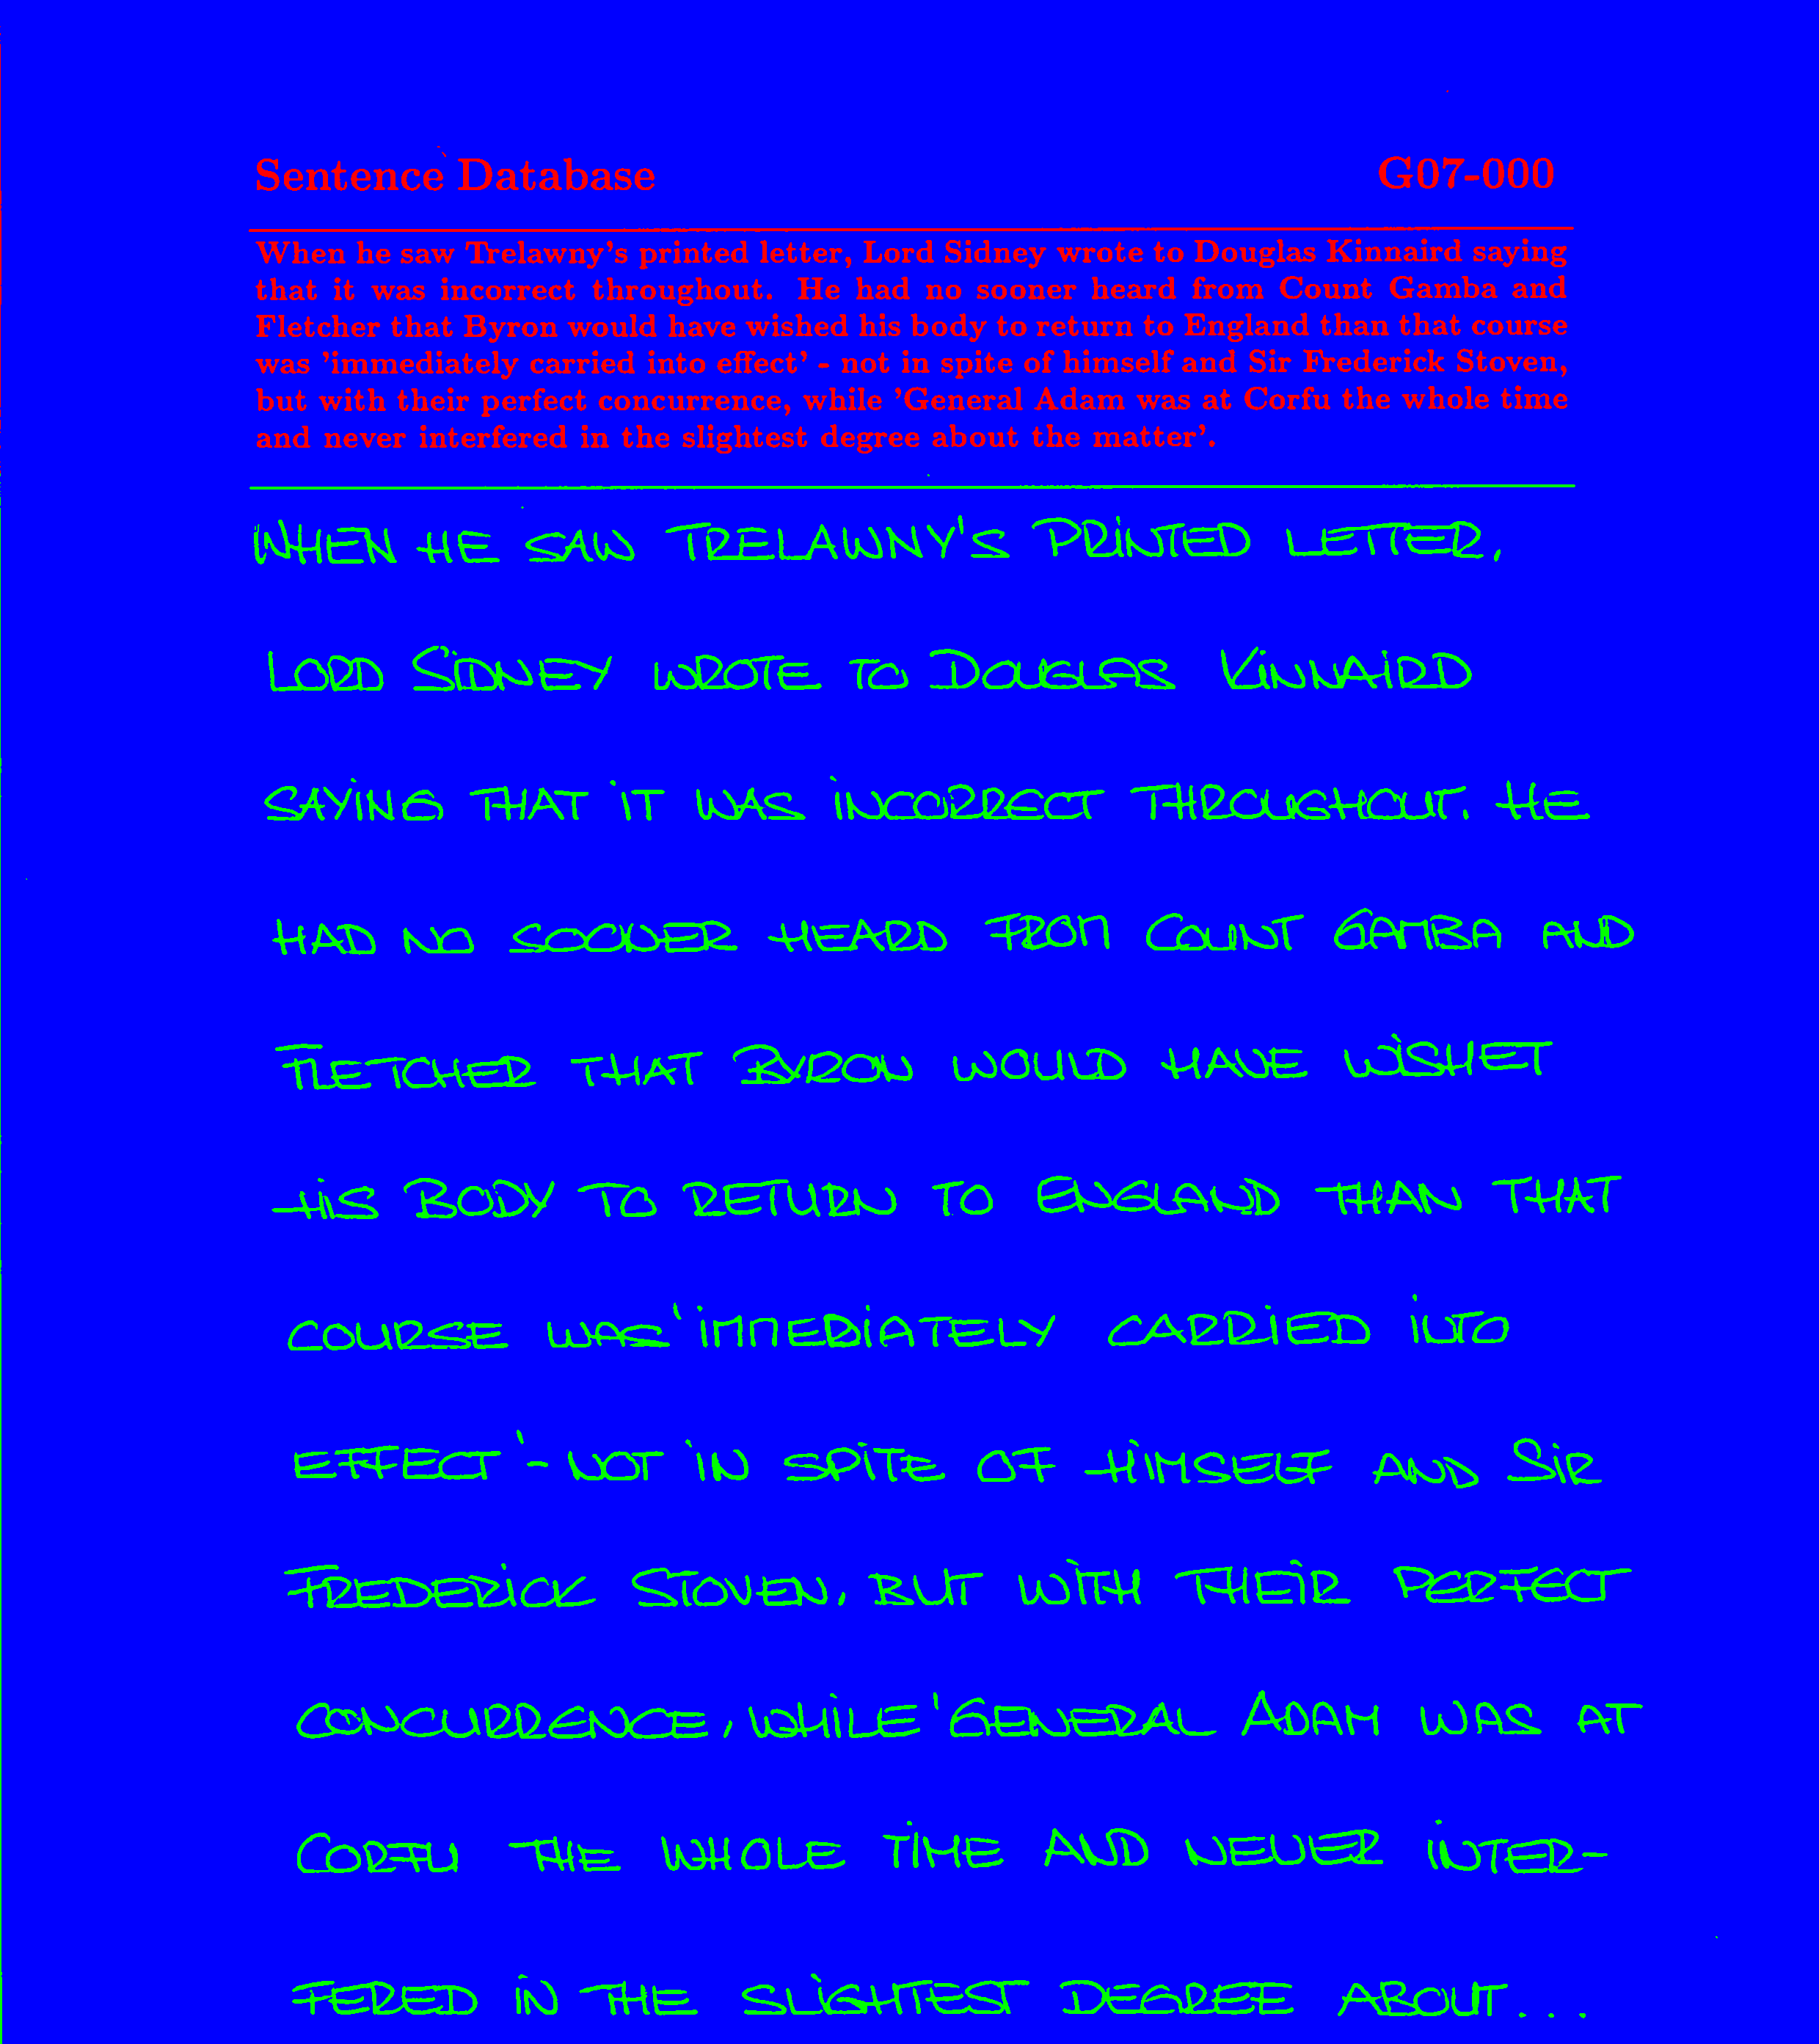 Sentence Database G07-000
When he saw Trelawny's printed letter, Lord Sidney wrote to Douglas Kinnaird saying
that it was incorrect throughout. He had no sooner heard from Count Gamba and
Fletcher that Byron would have wished his body to return to England than that course
was 'immediately carried into effect' - not in spite of himself and Sir Frederick Stoven,
but with their perfect concurrence, while 'General Adam was at Corfu the whole time
and never interfered in the slightest degree about the matter'.
WHEN HE SAW TRELAWNY'S PRINTED LETTER,
LORD SIDNEY WROTE TO DOUGLAS KINNAIRD
SAYING THAT IT WAS INCORRECT THROUGHOUT. HE
HAD NO SOONER HEARD FROM COUNT GAMBA AND
FLETCHER THAT BYRON WOULD HAVE WISHET
HIS BODY TO RETURN TO ENGLAND THAN THAT
COURSE WAS 'IMMEDIATELY CARRIED INTO
EFFECT' - NOT IN SPITE OF HIMSELF AND SIR
FREDERICK STOVEN, BUT WITH THEIR PERFECT
CONCURRENCE, WHILE 'GENERAL ADAM WAS AT
CORFU THE WHOLE TIME AND NEVER INTER-
FERED IN THE SLIGHTEST DEGREE ABOUT...